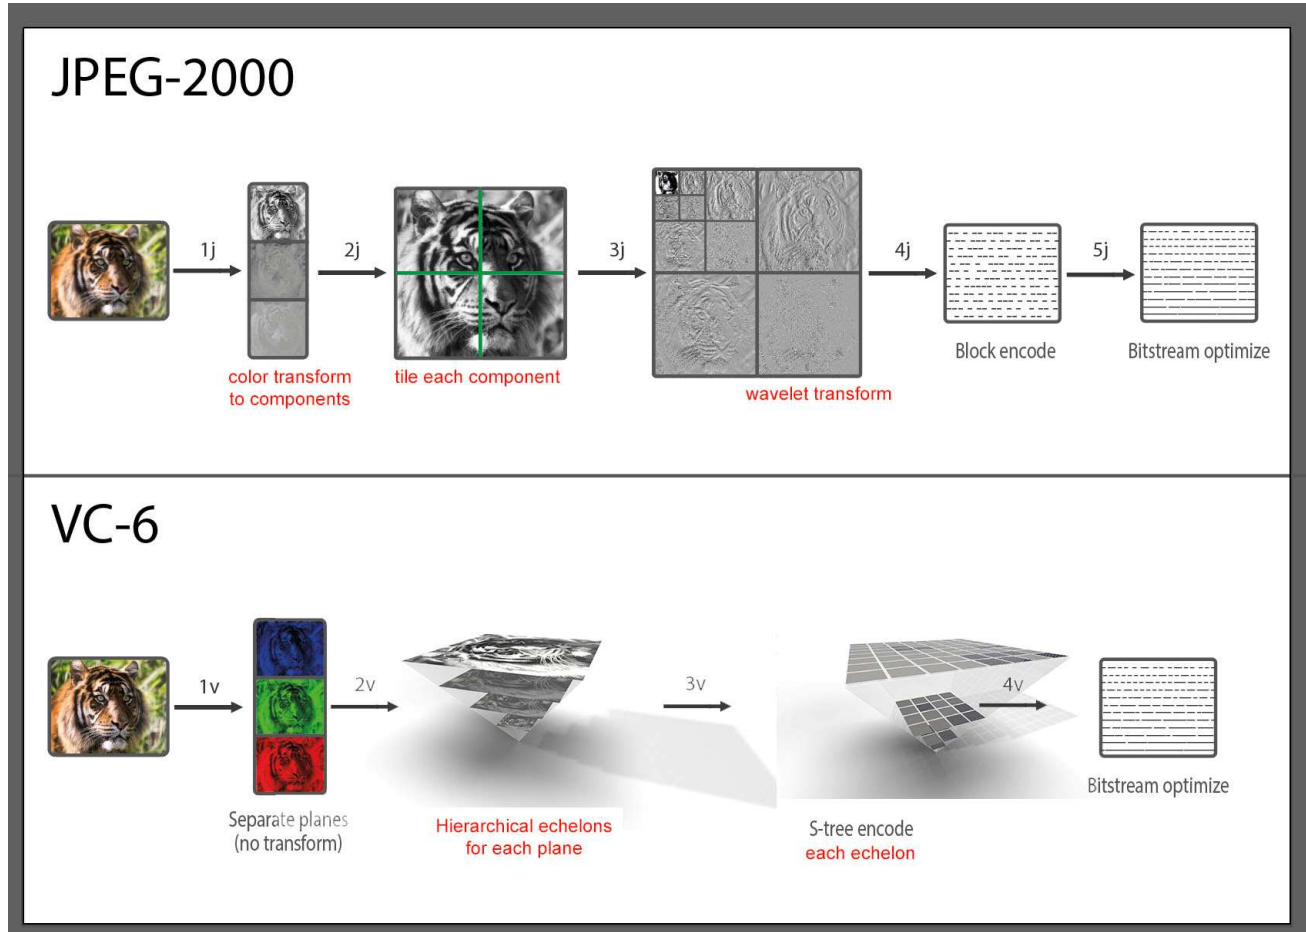 JPEG-2000
1j
2j
3j
4j
5j
color transform
to components
tile each component
wavelet transform
Block encode
Bitstream optimize
VC-6
1v
2v
3v
4v
Separate planes
(no transform)
Hierarchical echelons
for each plane
S-tree encode
each echelon
Bitstream optimize